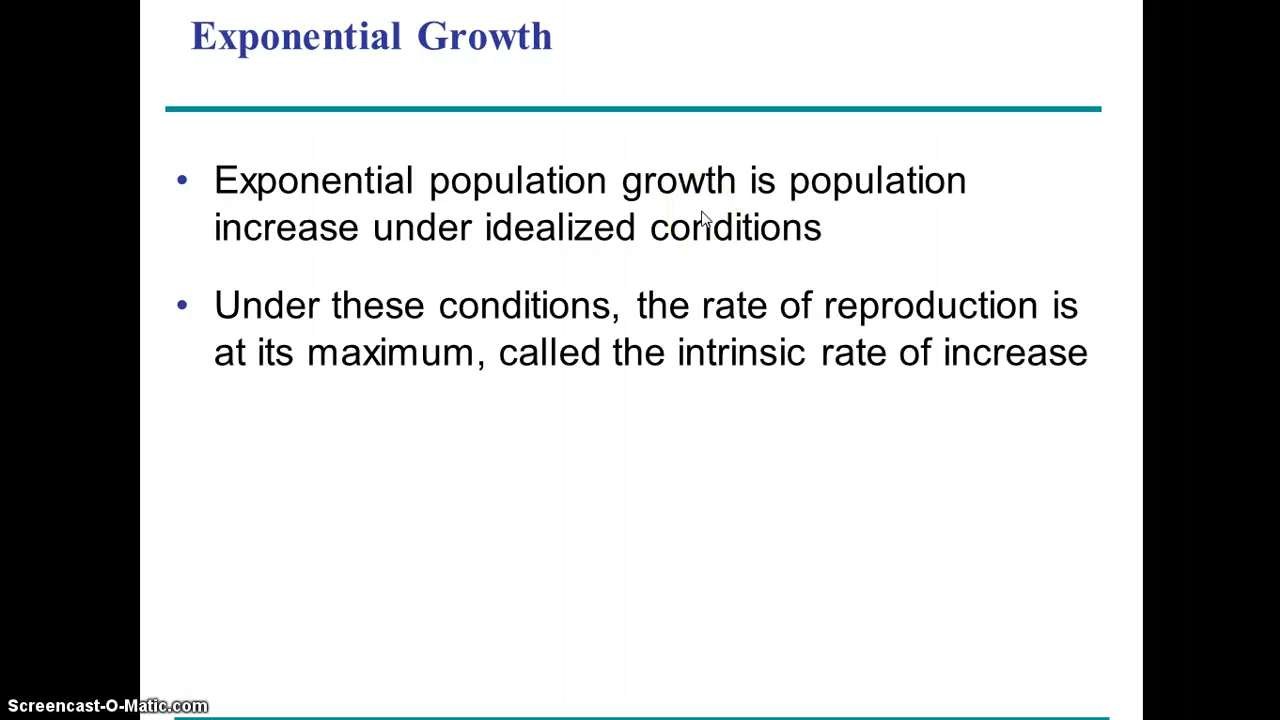 Exponential Growth
• Exponential population growth is population
increase under idealized conditions
• Under these conditions, the rate of reproduction is
at its maximum, called the intrinsic rate of increase
Screencast-O-Matic.com